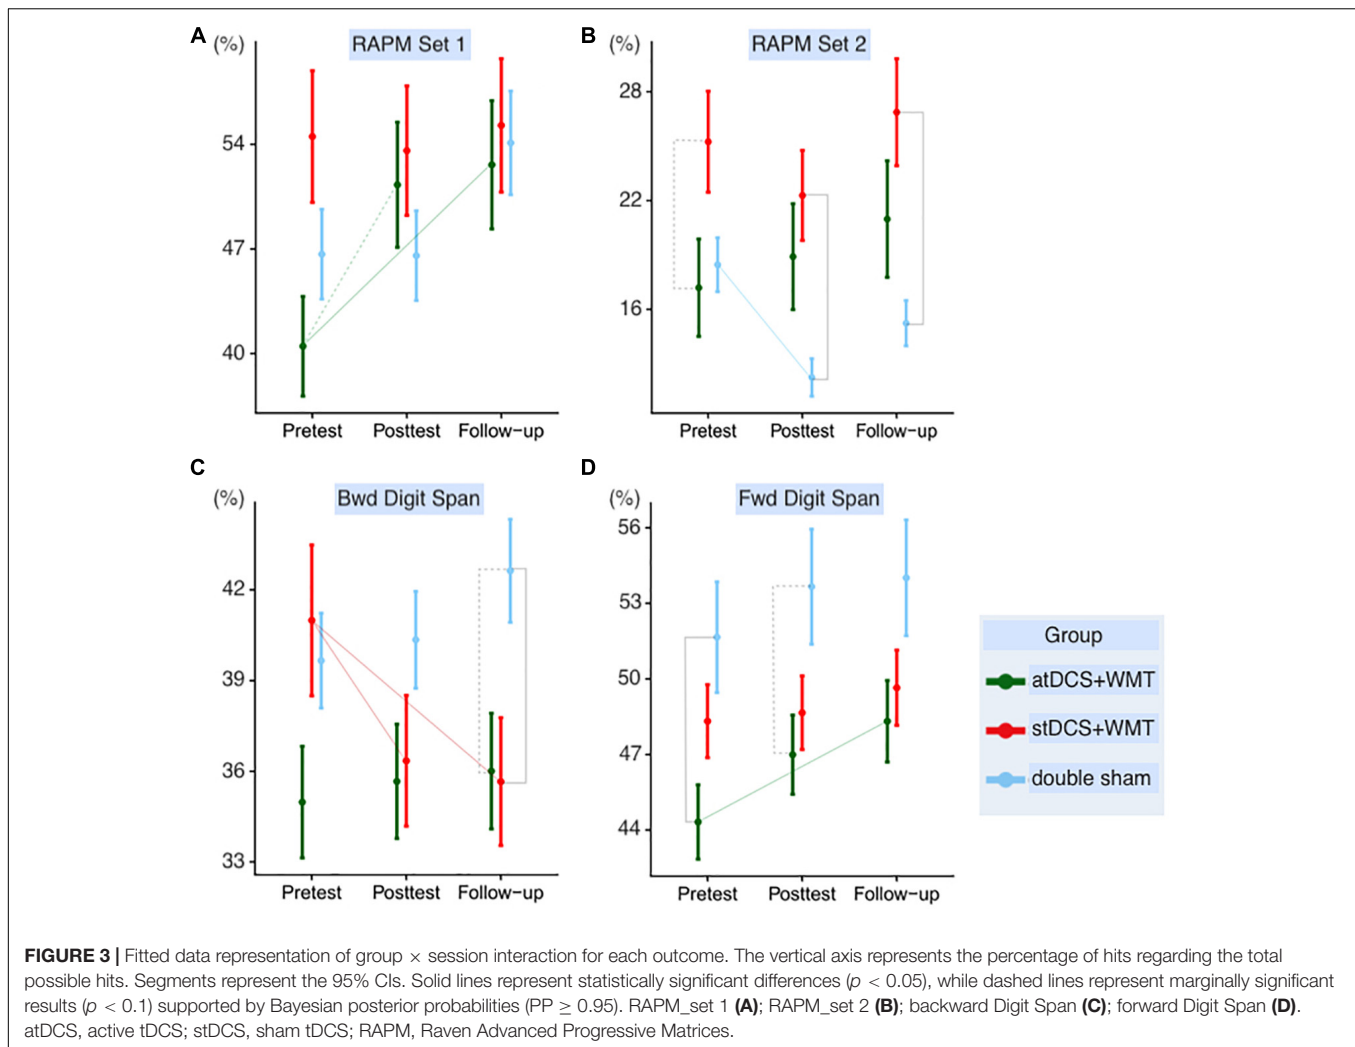 A
(%)
RAPM Set 1
54
47
40
Pretest Posttest Follow-up
B
(%)
RAPM Set 2
28
22
16
Pretest Posttest Follow-up
C
(%)
Bwd Digit Span
42
39
36
33
Pretest Posttest Follow-up
D
(%)
Fwd Digit Span
56
53
50
47
44
Pretest Posttest Follow-up
Group
atDCS+WMT
stDCS+WMT
double sham
FIGURE 3 | Fitted data representation of group × session interaction for each outcome. The vertical axis represents the percentage of hits regarding the total
possible hits. Segments represent the 95% CIs. Solid lines represent statistically significant differences (p < 0.05), while dashed lines represent marginally significant
results (p < 0.1) supported by Bayesian posterior probabilities (PP ≥ 0.95). RAPM_set 1 (A); RAPM_set 2 (B); backward Digit Span (C); forward Digit Span (D).
atDCS, active tDCS; stDCS, sham tDCS; RAPM, Raven Advanced Progressive Matrices.